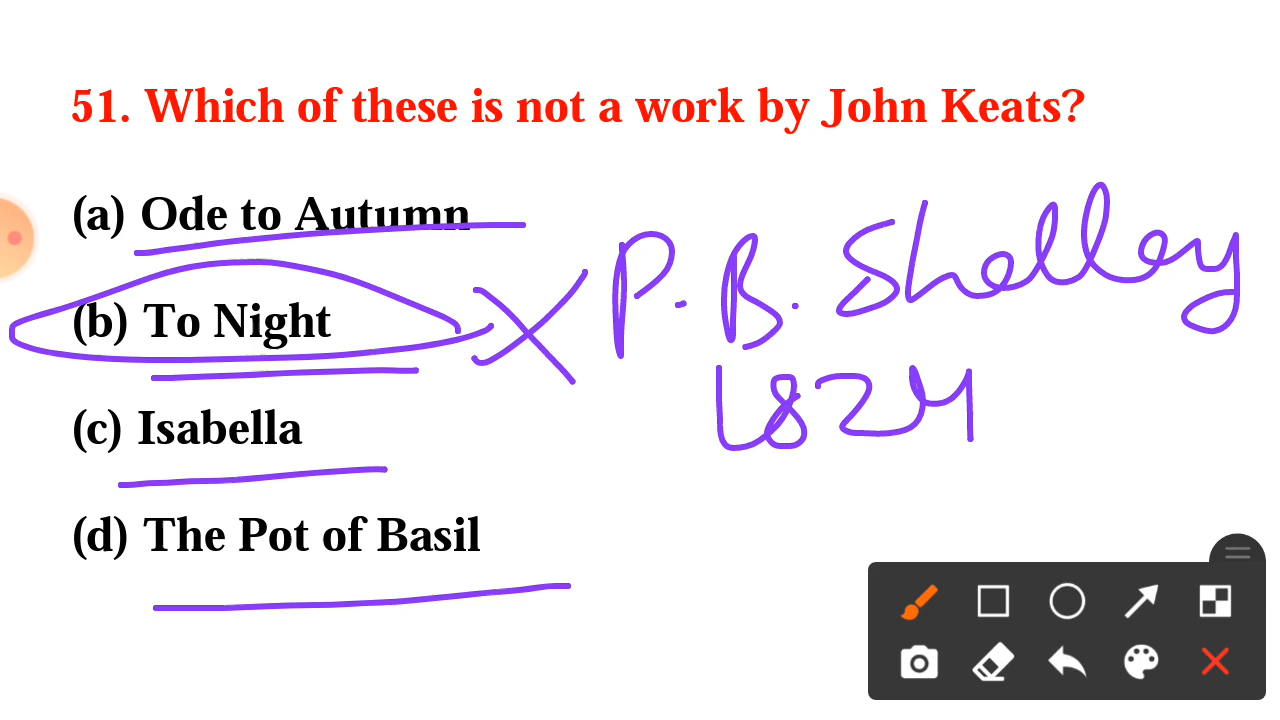 51. Which of these is not a work by John Keats?
(a) Ode to Autumn
(b) To Night
(c) Isabella
(d) The Pot of Basil
P. B. Shelley
1824